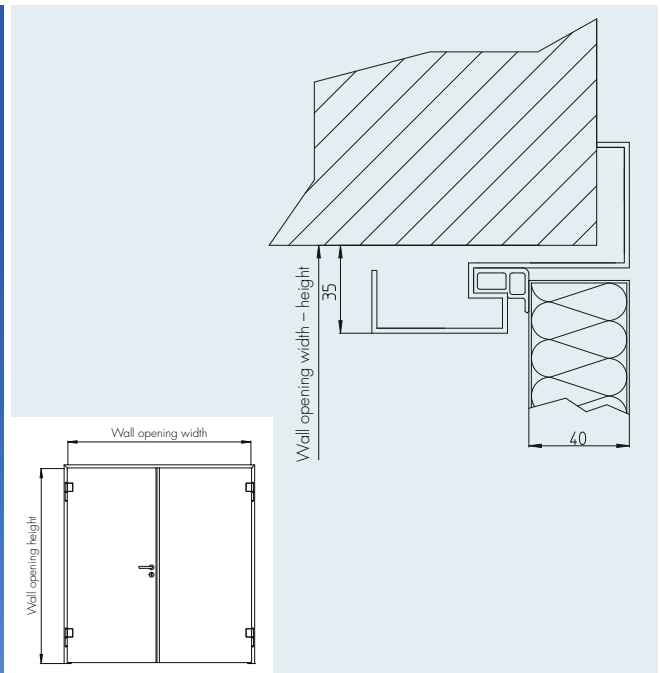 Wall opening width – height
35
40
Wall opening width
Wall opening height